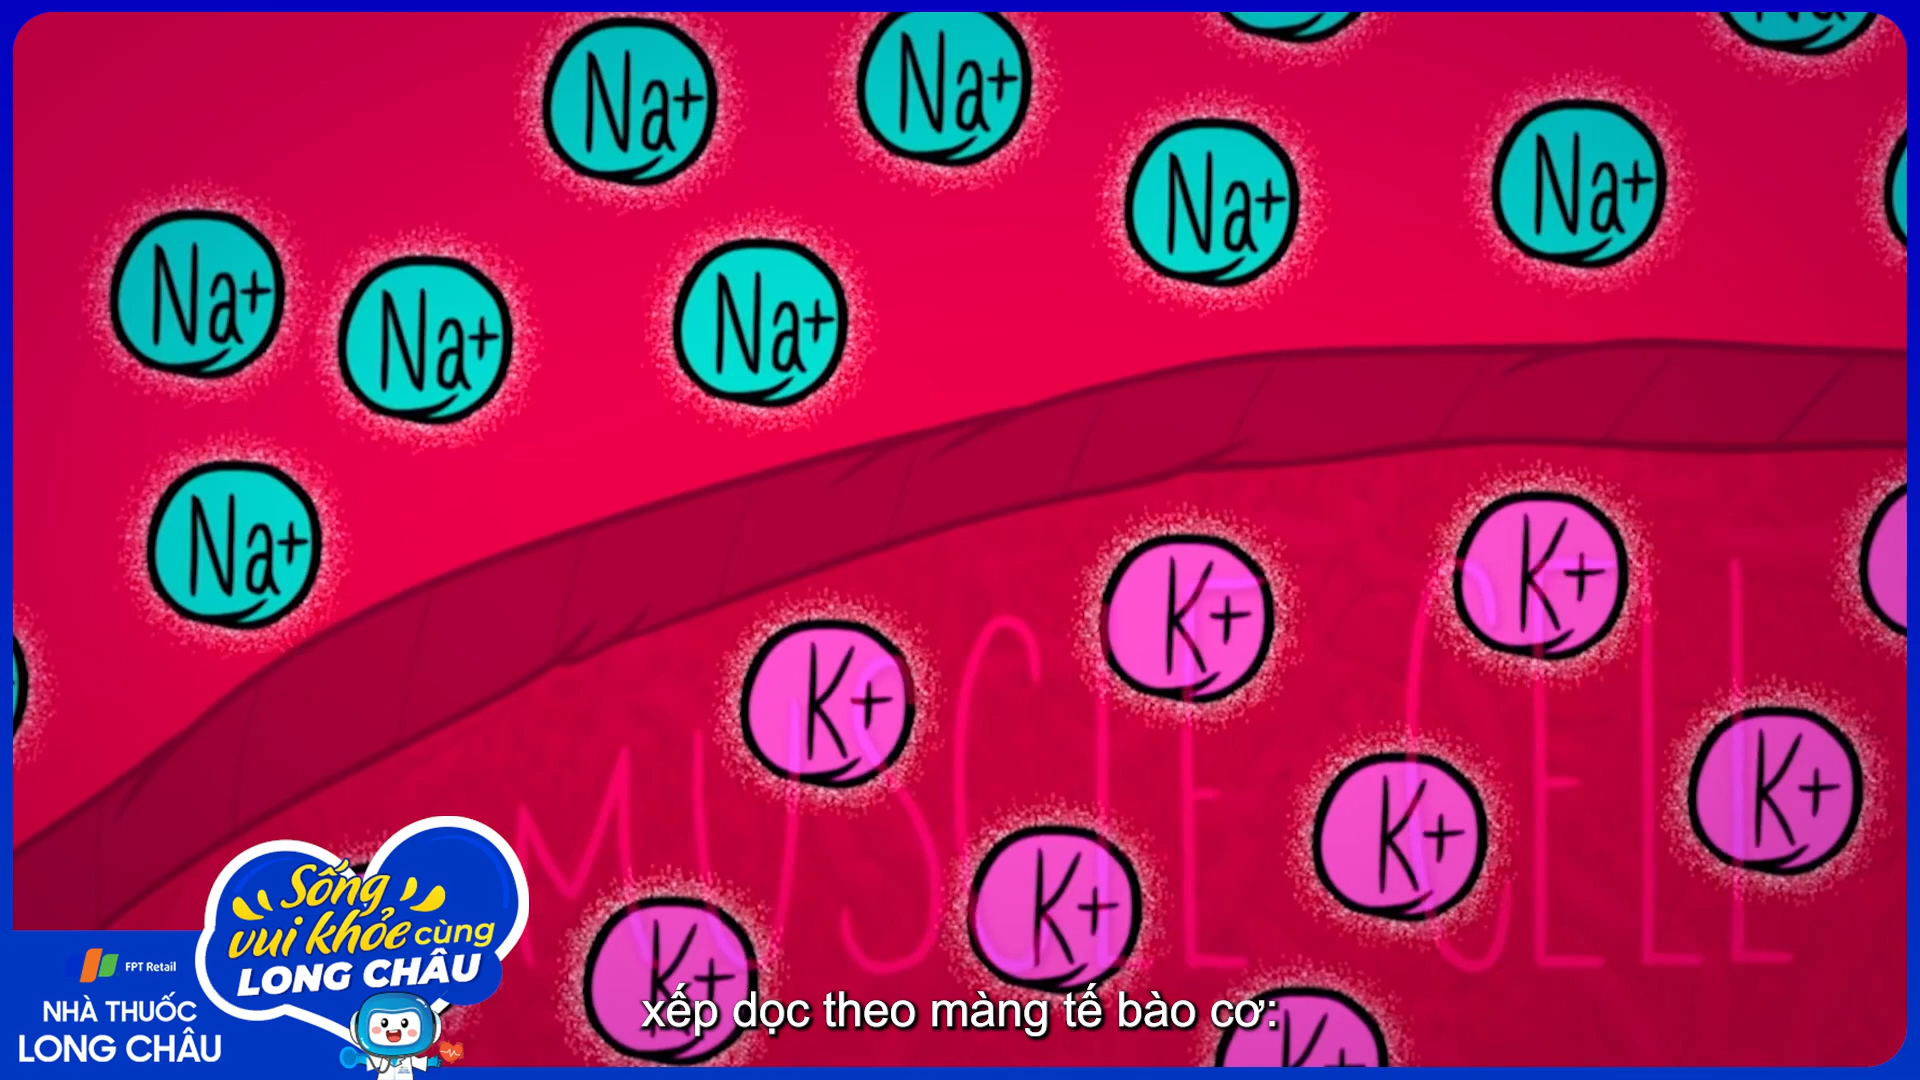 Na+
Na+
Na
Na+
Na+
Na+
Na+
Na+
Na+
K+
K+
K+
K+
K+
K+
K+
K+
MUSCLE CELL
Sống
vui khỏe cùng
LONG CHÂU
FPT Retail
NHÀ THUỐC
LONG CHÂU
xếp dọc theo màng tế bào cơ: